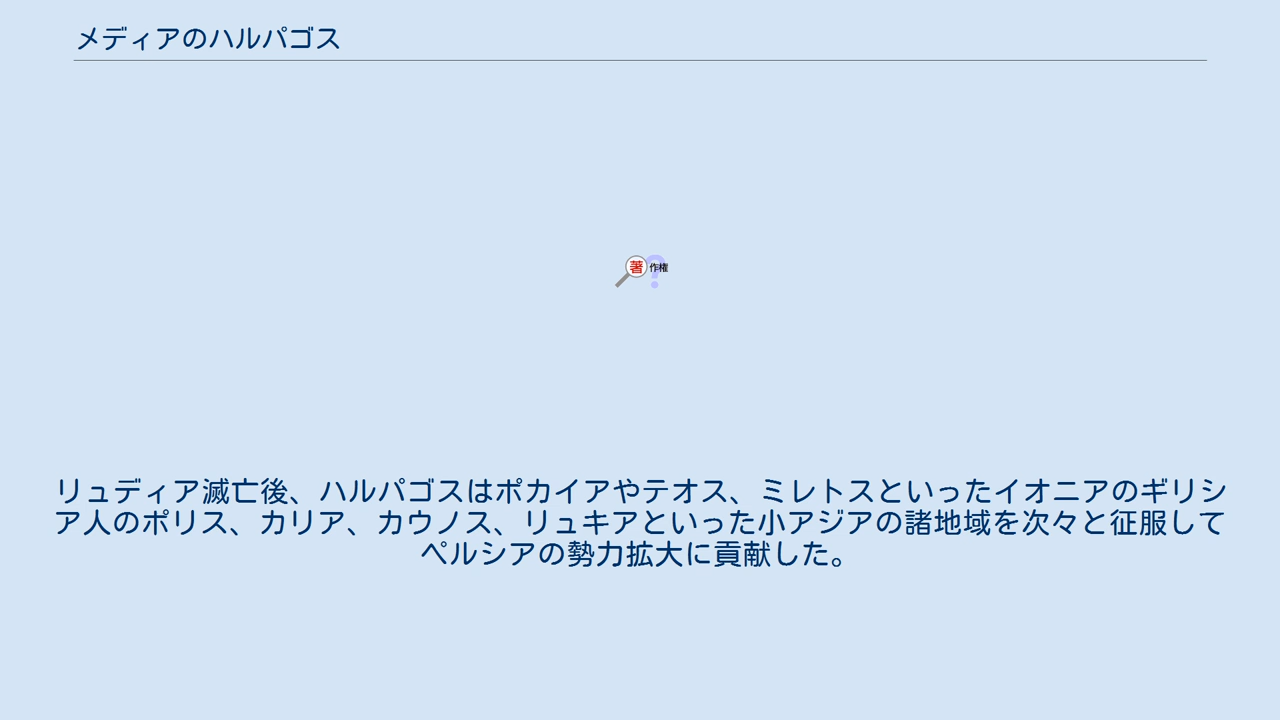 メディアのハルパゴス
著作権?
リュディア滅亡後、ハルパゴスはポカイアやテオス、ミレトスといったイオニアのギリシ
ア人のポリス、カリア、カウノス、リュキアといった小アジアの諸地域を次々と征服して
ペルシアの勢力拡大に貢献した。